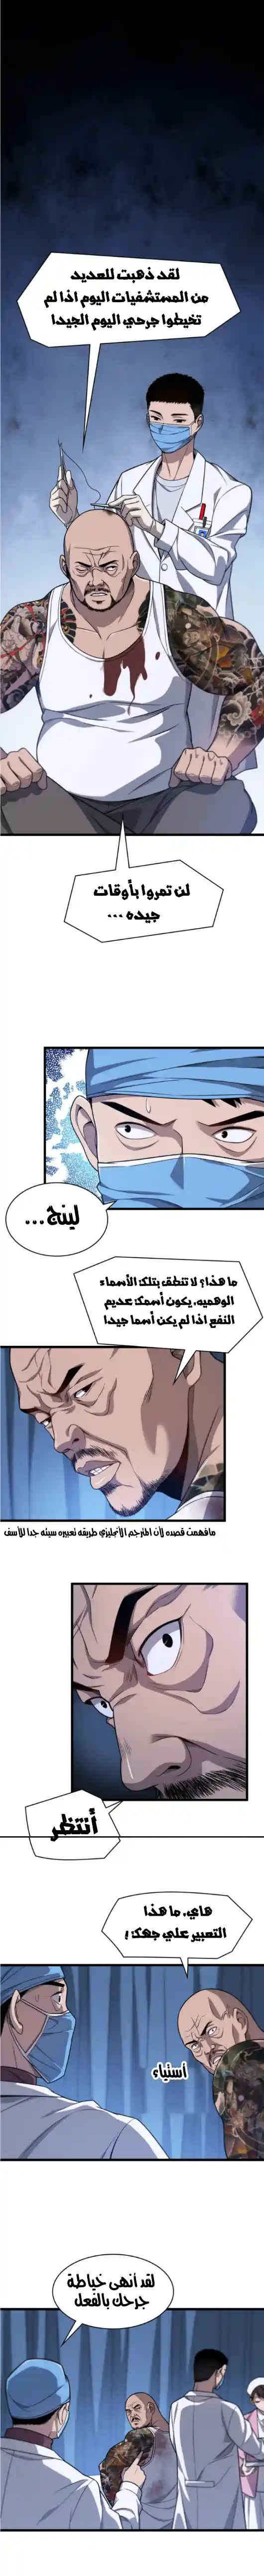 لقد ذهبت للعديد
من المستشفيات اليوم اذا لم
تخيطوا جرحي اليوم الجيدا
لن تمروا بأوقات
جيده ...
لينج...
ما هذا؟ لا تنطق بتلك الأسماء
الوهميه، يكون أسمك عديم
النفع اذا لم يكن أسما جيدا
مافهمت قصده لأن المترجم الأنجليزي طريقه تعبيره سيئه جدا للأسف
أنتظر
هاي، ما هذا
التعبير علي جهك !
أستياء
لقد أنهى خياطة
جرحك بالفعل